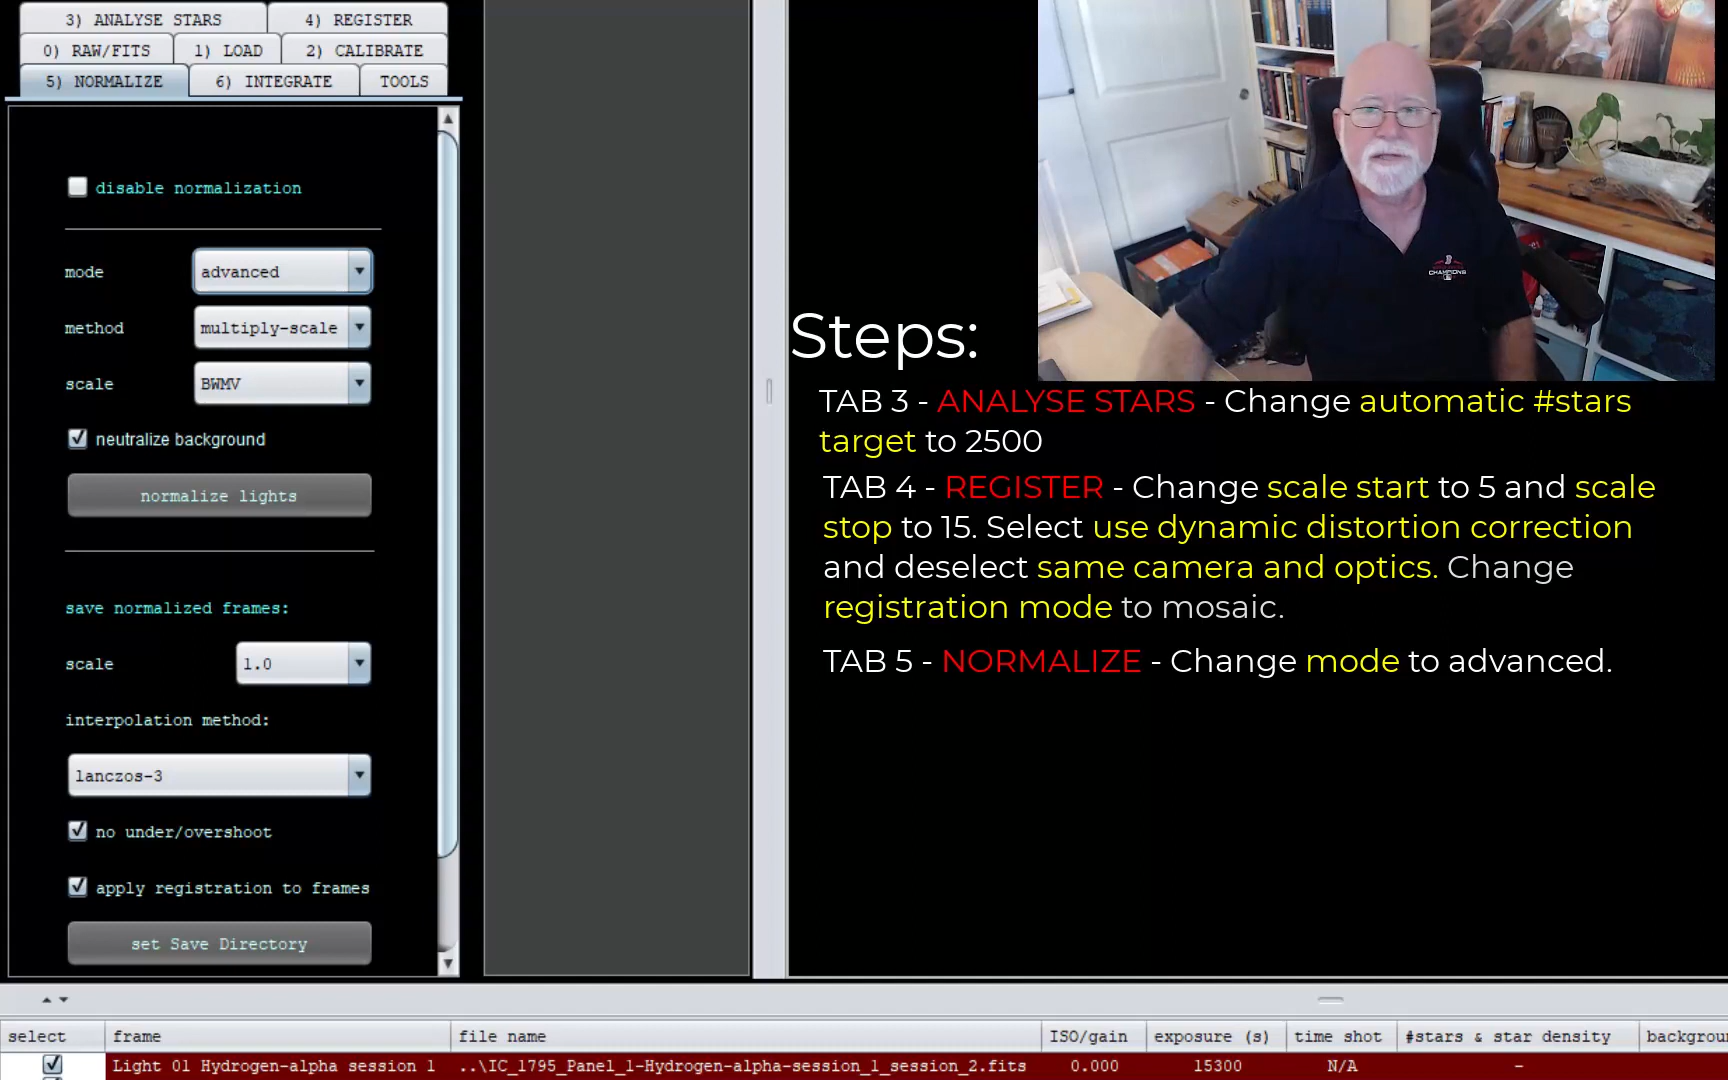 3) ANALYSE STARS
4) REGISTER
0) RAW/FITS
1) LOAD
2) CALIBRATE
5) NORMALIZE
6) INTEGRATE
TOOLS
disable normalization
mode
advanced
method
multiply-scale
scale
BWMV
neutralize background
normalize lights
save normalized frames:
scale
1.0
interpolation method:
lanczos-3
no under/overshoot
apply registration to frames
set Save Directory
CHAMPIONS
Steps:
TAB 3 - ANALYSE STARS - Change automatic #stars
target to 2500
TAB 4 - REGISTER - Change scale start to 5 and scale
stop to 15. Select use dynamic distortion correction
and deselect same camera and optics. Change
registration mode to mosaic.
TAB 5 - NORMALIZE - Change mode to advanced.
select frame file name ISO/gain exposure (s) time shot #stars & star density backgrou
Light 01 Hydrogen-alpha session 1 ..\IC_1795_Panel_1-Hydrogen-alpha-session_1_session_2.fits 0.000 15300 N/A -